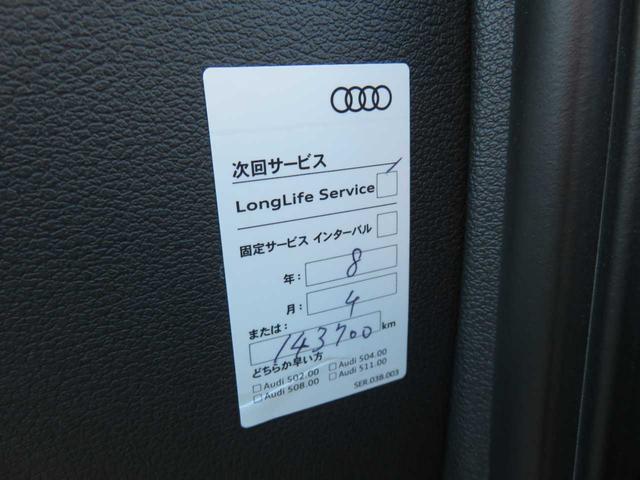 次回サービス
LongLife Service
固定サービス インターバル
年: 8
月: 4
または:
143700 km
どちらか早い方
Audi 502.00 Audi 504.00
Audi 508.00 Audi 511.00
SER.038.003